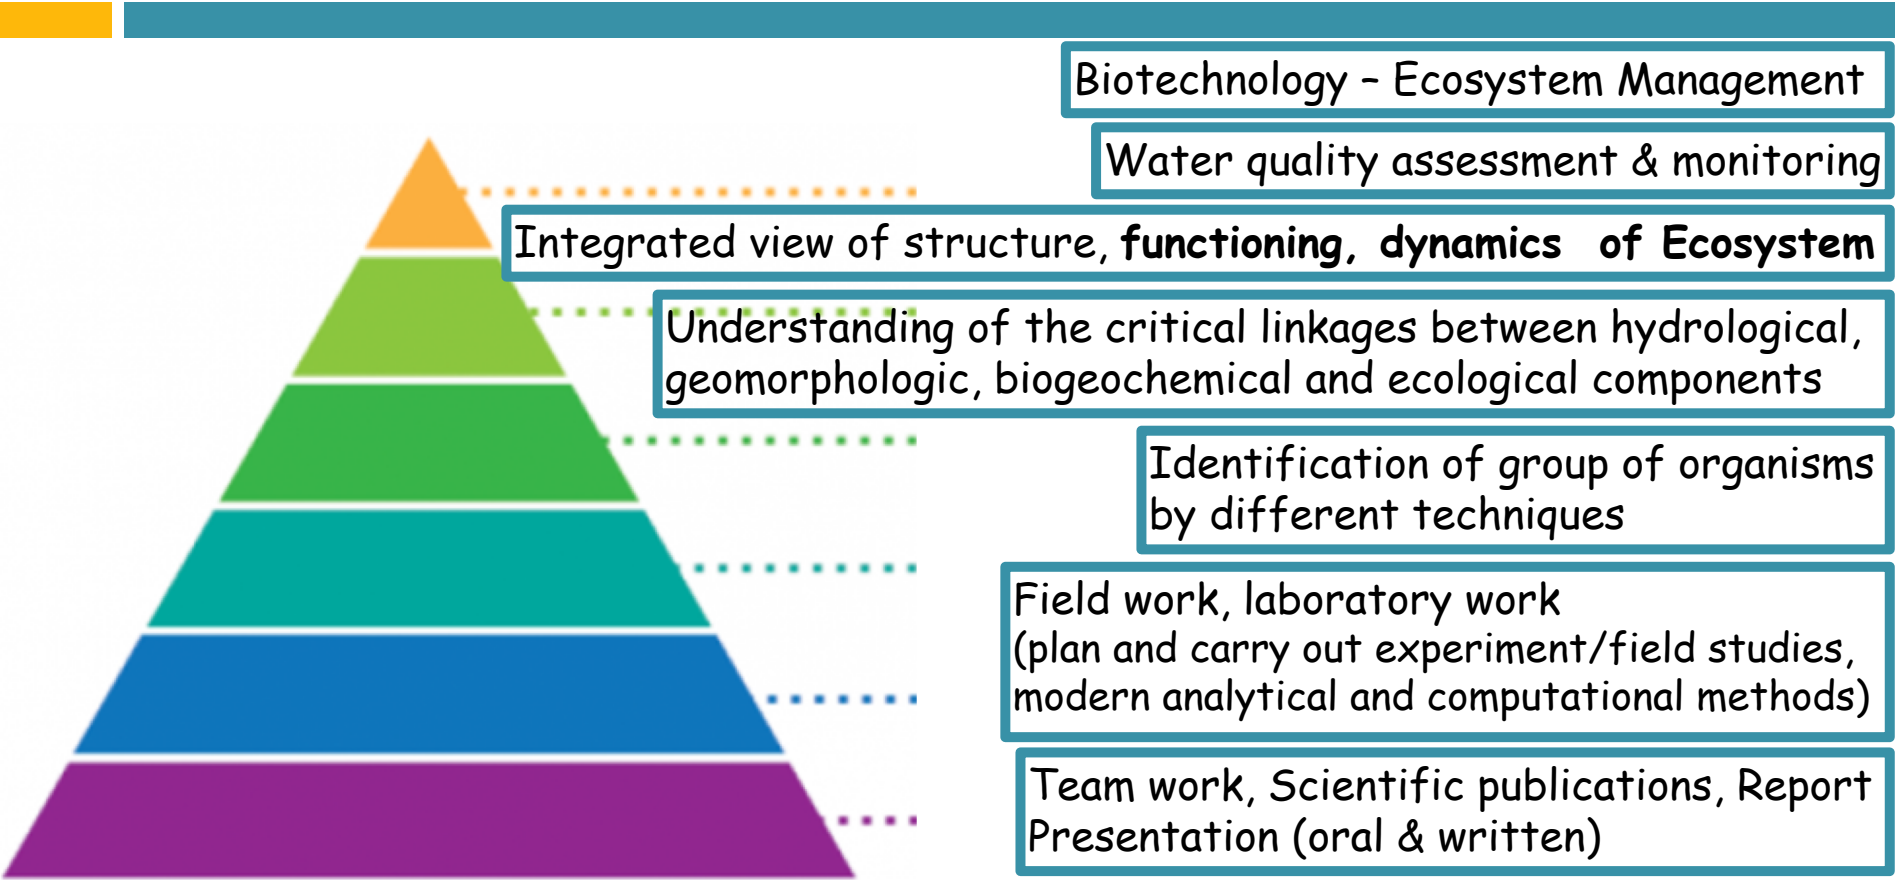 Biotechnology – Ecosystem Management
Water quality assessment & monitoring
Integrated view of structure, functioning, dynamics of Ecosystem
Understanding of the critical linkages between hydrological,
geomorphologic, biogeochemical and ecological components
Identification of group of organisms
by different techniques
Field work, laboratory work
(plan and carry out experiment/field studies,
modern analytical and computational methods)
Team work, Scientific publications, Report
Presentation (oral & written)